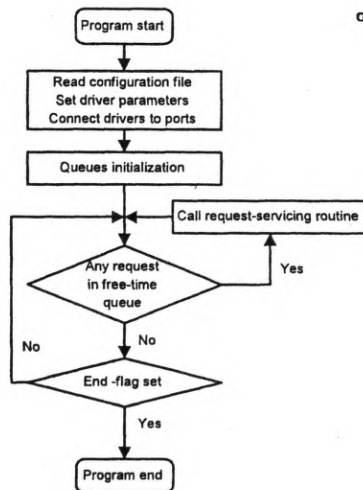 Program start
Read configuration file
Set driver parameters
Connect drivers to ports
Queues initialization
Call request-servicing routine
Any request
in free-time
queue
Yes
No
No
End -flag set
Yes
Program end